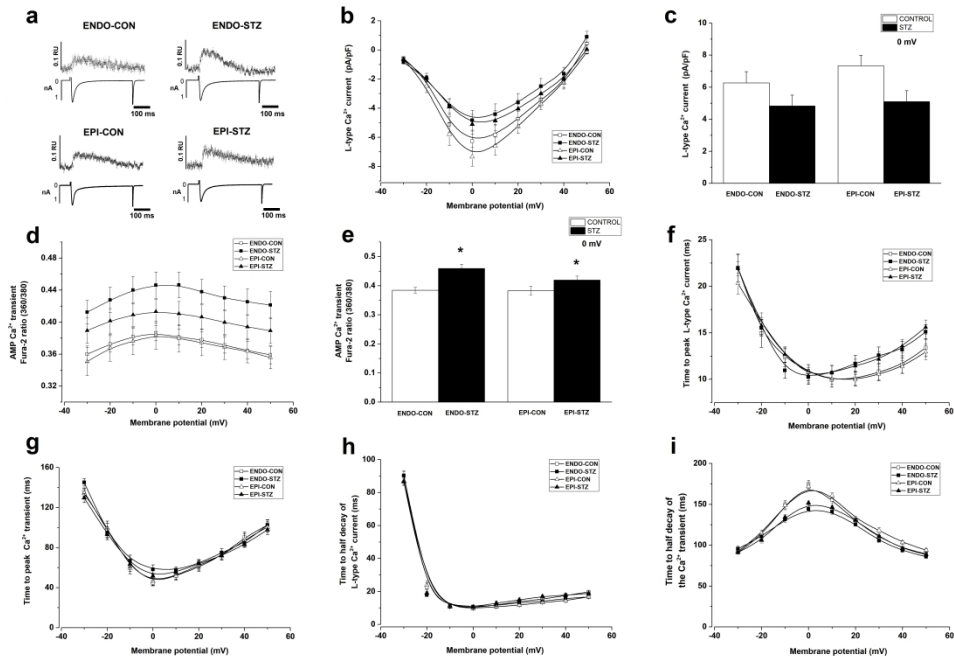 a
ENDO-CON
ENDO-STZ
0.1 RU
0.1 RU
0
nA
1
0
nA
1
100 ms
100 ms
EPI-CON
EPI-STZ
0.1 RU
0.1 RU
0
nA
1
0
nA
1
100 ms
100 ms
b
L-type Ca²⁺ current (pA/pF)
2
0
-2
-4
-6
-8
-40
-20
0
20
40
60
ENDO-CON
ENDO-STZ
EPI-CON
EPI-STZ
Membrane potential (mV)
c
CONTROL
STZ
0 mV
L-type Ca²⁺ current (pA/pF)
10
8
6
4
2
0
ENDO-CON
ENDO-STZ
EPI-CON
EPI-STZ
d
AMP Ca²⁺ transient
Fura-2 ratio (360/380)
0.48
0.44
0.40
0.36
0.32
ENDO-CON
ENDO-STZ
EPI-CON
EPI-STZ
-40
-20
0
20
40
60
Membrane potential (mV)
e
CONTROL
STZ
0 mV
AMP Ca²⁺ transient
Fura-2 ratio (360/380)
0.5
0.4
0.3
0.2
0.1
0.0
*
*
ENDO-CON
ENDO-STZ
EPI-CON
EPI-STZ
f
Time to peak L-type Ca²⁺ current (ms)
25
20
15
10
ENDO-CON
ENDO-STZ
EPI-CON
EPI-STZ
-40
-20
0
20
40
60
Membrane potential (mV)
g
Time to peak Ca²⁺ transient (ms)
160
120
80
40
0
ENDO-CON
ENDO-STZ
EPI-CON
EPI-STZ
-40
-20
0
20
40
60
Membrane potential (mV)
h
Time to half decay of
L-type Ca²⁺ current
(ms)
100
80
60
40
20
0
ENDO-CON
ENDO-STZ
EPI-CON
EPI-STZ
-40
-20
0
20
40
60
Membrane potential (mV)
i
Time to half decay of
the Ca²⁺ transient (ms)
200
150
100
50
0
ENDO-CON
ENDO-STZ
EPI-CON
EPI-STZ
-40
-20
0
20
40
60
Membrane potential (mV)